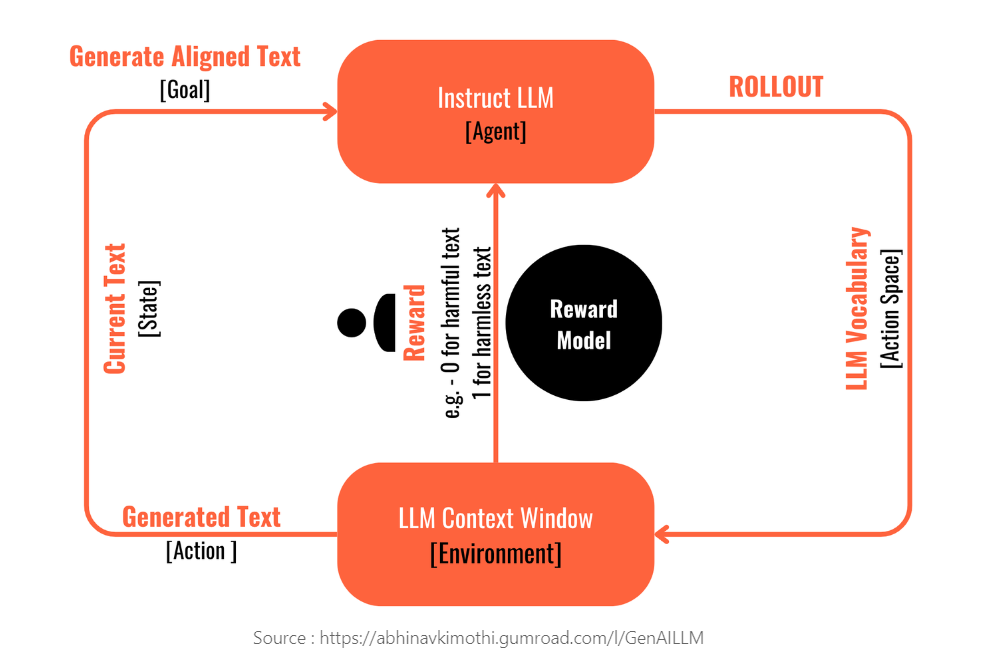 Generate Aligned Text
[Goal]
Instruct LLM
[Agent]
ROLLOUT
Current Text
[State]
Reward
e.g. - 0 for harmful text
1 for harmless text
Reward
Model
LLM Vocabulary
[Action Space]
Generated Text
[Action ]
LLM Context Window
[Environment]
Source : https://abhinavkimothi.gumroad.com/l/GenAILLM